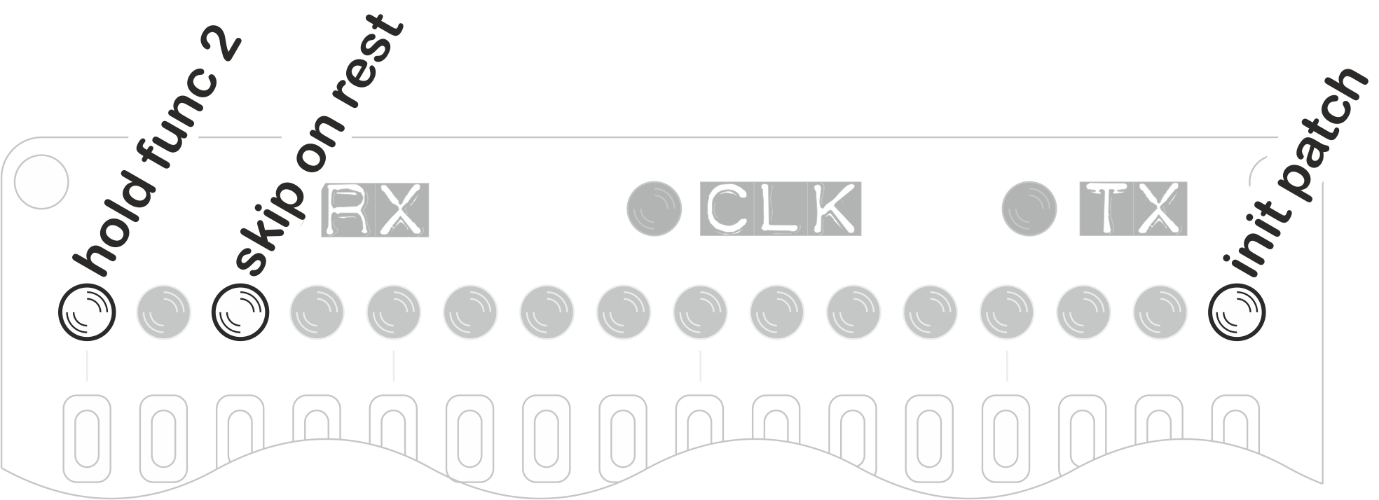 hold func 2
skip on rest
init patch
RX
CLK
TX